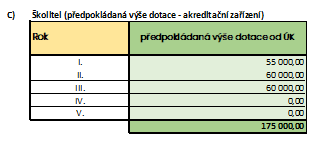 C) Školitel (předpokládaná výše dotace - akreditační zařízení)
Rok předpokládaná výše dotace od ÚK
I. 55 000,00
II. 60 000,00
III. 60 000,00
IV. 0,00
V. 0,00
175 000,00